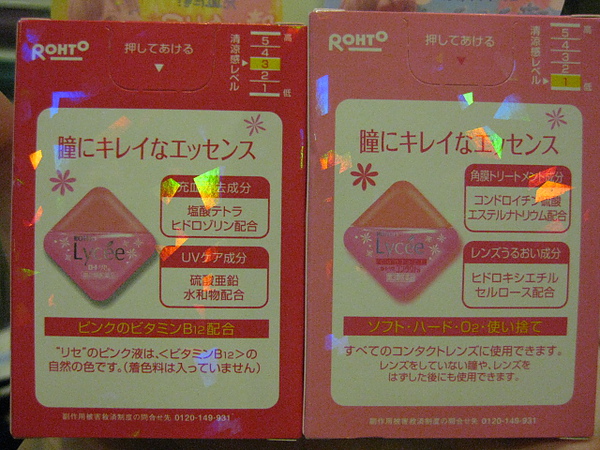 ROHTO
押してあける
清涼感レベル
5 高
4
3
2
1 低
瞳にキレイなエッセンス
充血除去成分
塩酸テトラ
ヒドロゾリン配合
Lycée
UVケア成分
硫酸亜鉛
水和物配合
ピンクのビタミンB12配合
"リセ"のピンク液は、<ビタミンB12>の
自然の色です。(着色料は入っていません)
副作用被害救済制度の問合せ先 0120-149-931
ROHTO
押してあける
清涼感レベル
5 高
4
3
2
1 低
瞳にキレイなエッセンス
角膜トリートメント成分
コンドロイチン硫酸
エステルナトリウム配合
Lycée
レンズうるおい成分
ヒドロキシエチル
セルロース配合
ソフト・ハード・O2・使い捨て
すべてのコンタクトレンズに使用できます。
レンズをしていない瞳や、レンズを
はずした後にも使用できます。
副作用被害救済制度の問合せ先 0120-149-931